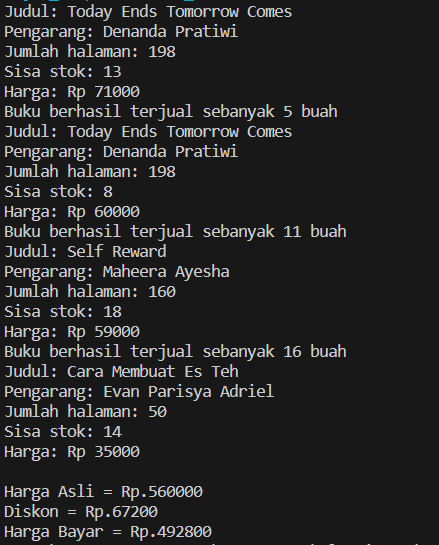 Judul: Today Ends Tomorrow Comes
Pengarang: Denanda Pratiwi
Jumlah halaman: 198
Sisa stok: 13
Harga: Rp 71000
Buku berhasil terjual sebanyak 5 buah
Judul: Today Ends Tomorrow Comes
Pengarang: Denanda Pratiwi
Jumlah halaman: 198
Sisa stok: 8
Harga: Rp 60000
Buku berhasil terjual sebanyak 11 buah
Judul: Self Reward
Pengarang: Maheera Ayesha
Jumlah halaman: 160
Sisa stok: 18
Harga: Rp 59000
Buku berhasil terjual sebanyak 16 buah
Judul: Cara Membuat Es Teh
Pengarang: Evan Parisya Adriel
Jumlah halaman: 50
Sisa stok: 14
Harga: Rp 35000

Harga Asli = Rp.560000
Diskon = Rp.67200
Harga Bayar = Rp.492800